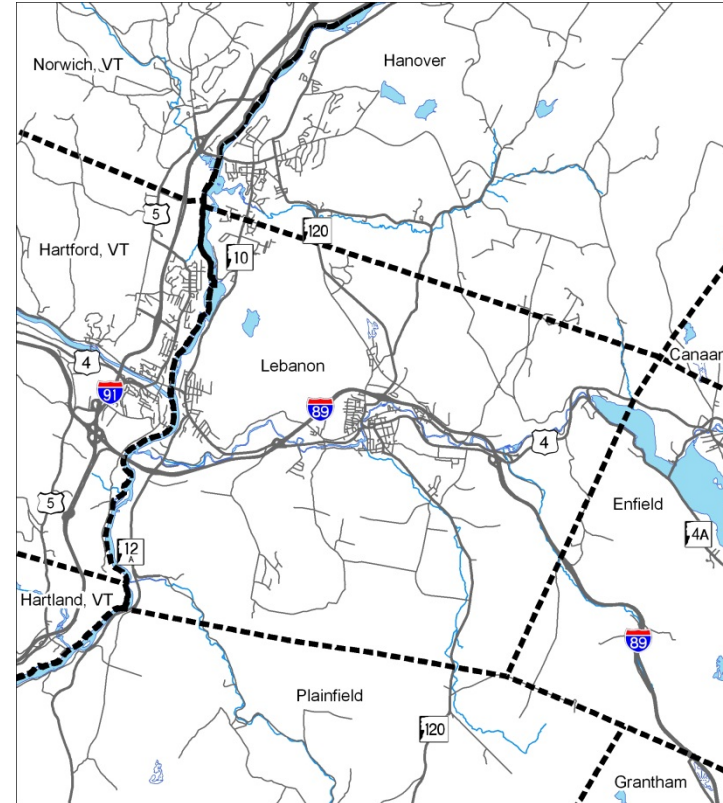 Norwich, VT
Hanover
5
120
Hartford, VT
10
4
Canaan
Lebanon
91
89
4
5
Enfield
4A
12
A
Hartland, VT
89
Plainfield
120
Grantham